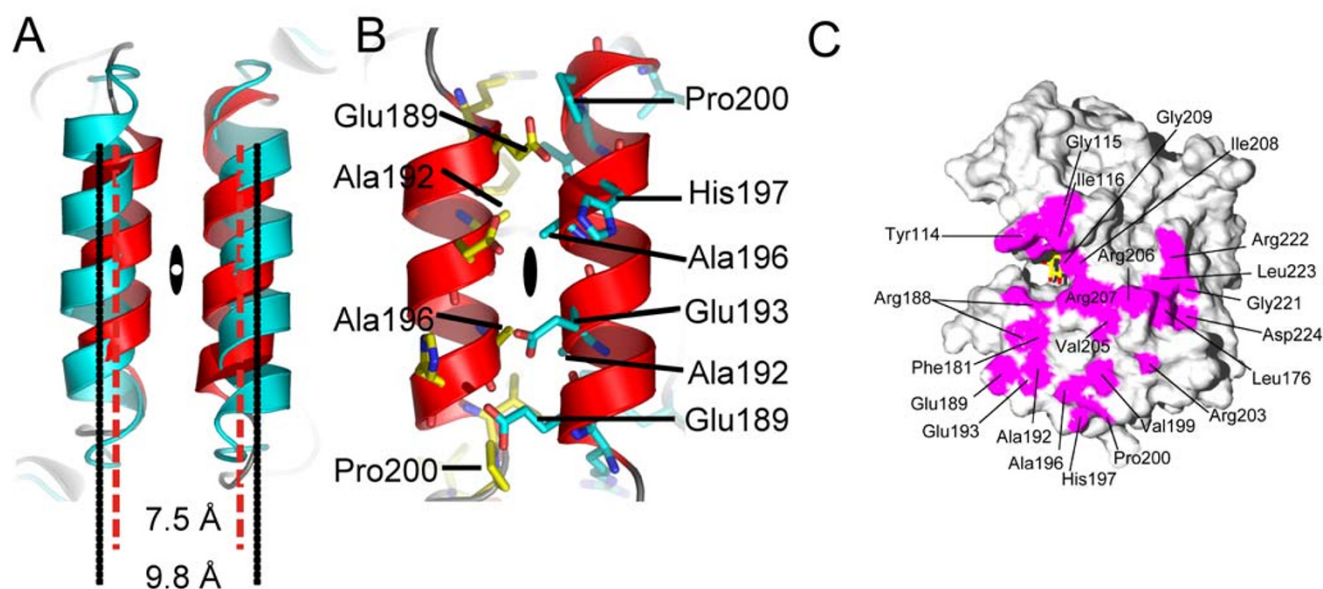 A
7.5 Å
9.8 Å
B
Glu189
Ala192
Ala196
Pro200
Pro200
His197
Ala196
Glu193
Ala192
Glu189
C
Gly209
Gly115
Ile208
Ile116
Tyr114
Arg206
Arg222
Leu223
Arg188
Arg207
Gly221
Val205
Asp224
Phe181
Leu176
Glu189
Arg203
Glu193
Val199
Ala192
Pro200
Ala196
His197